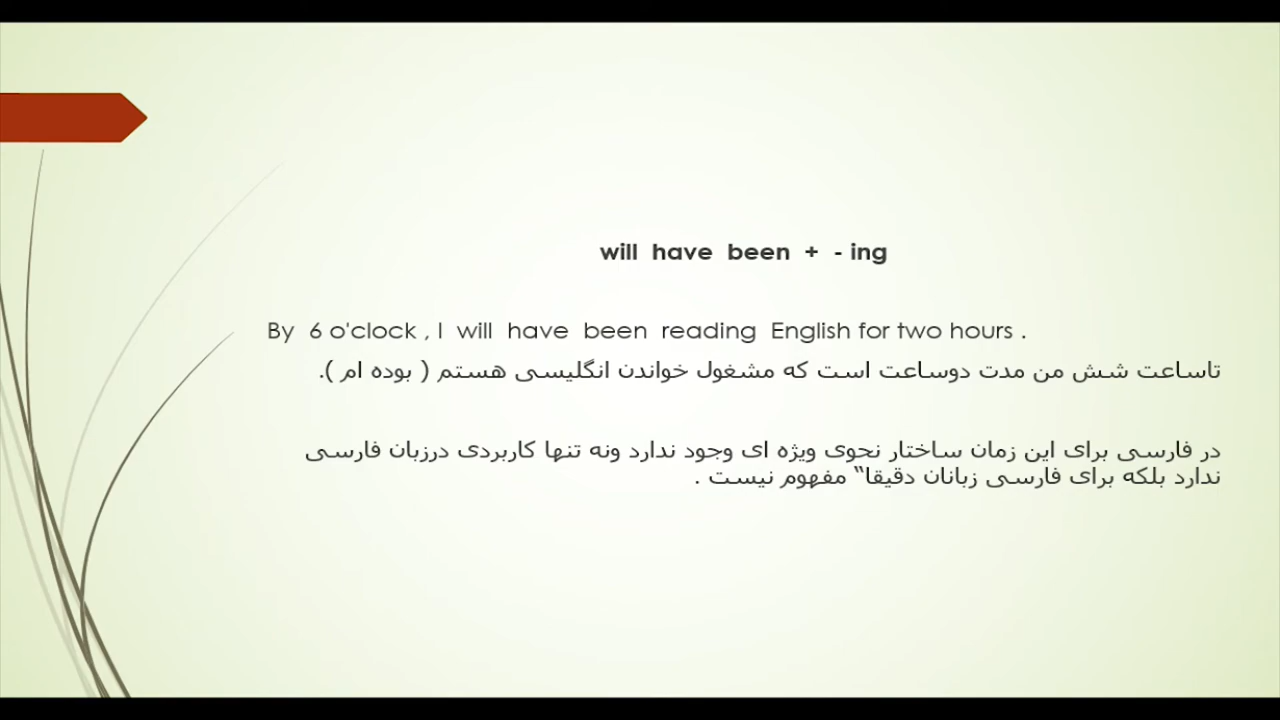 will have been + - ing
By 6 o'clock , I will have been reading English for two hours .
تاساعت شش من مدت دوساعت است که مشغول خواندن انگلیسی هستم ( بوده ام ).
در فارسی برای این زمان ساختار نحوی ویژه ای وجود ندارد ونه تنها کاربردی درزبان فارسی
ندارد بلکه برای فارسی زبانان دقیقا“ مفهوم نیست .